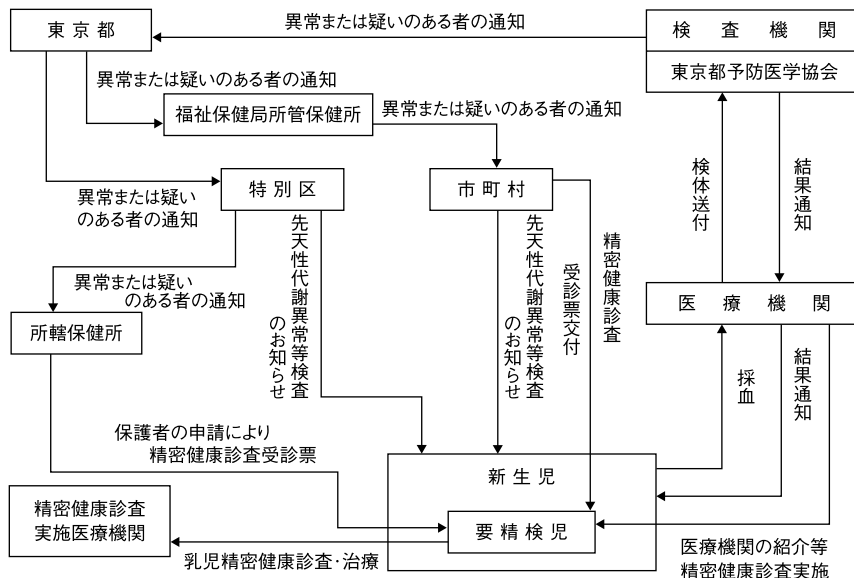 異常または疑いのある者の通知
東京都
検査機関
東京都予防医学協会
異常または疑いのある者の通知
福祉保健局所管保健所
異常または疑いのある者の通知
検体送付
結果通知
特別区
市町村
異常または疑い
のある者の通知
先天性代謝異常等検査
のお知らせ
先天性代謝異常等検査
のお知らせ
精密健康診査
受診票交付
異常または疑い
のある者の通知
医療機関
所轄保健所
採血
結果通知
保護者の申請により
精密健康診査受診票
新生児
精密健康診査
実施医療機関
要精検児
乳児精密健康診査・治療
医療機関の紹介等
精密健康診査実施